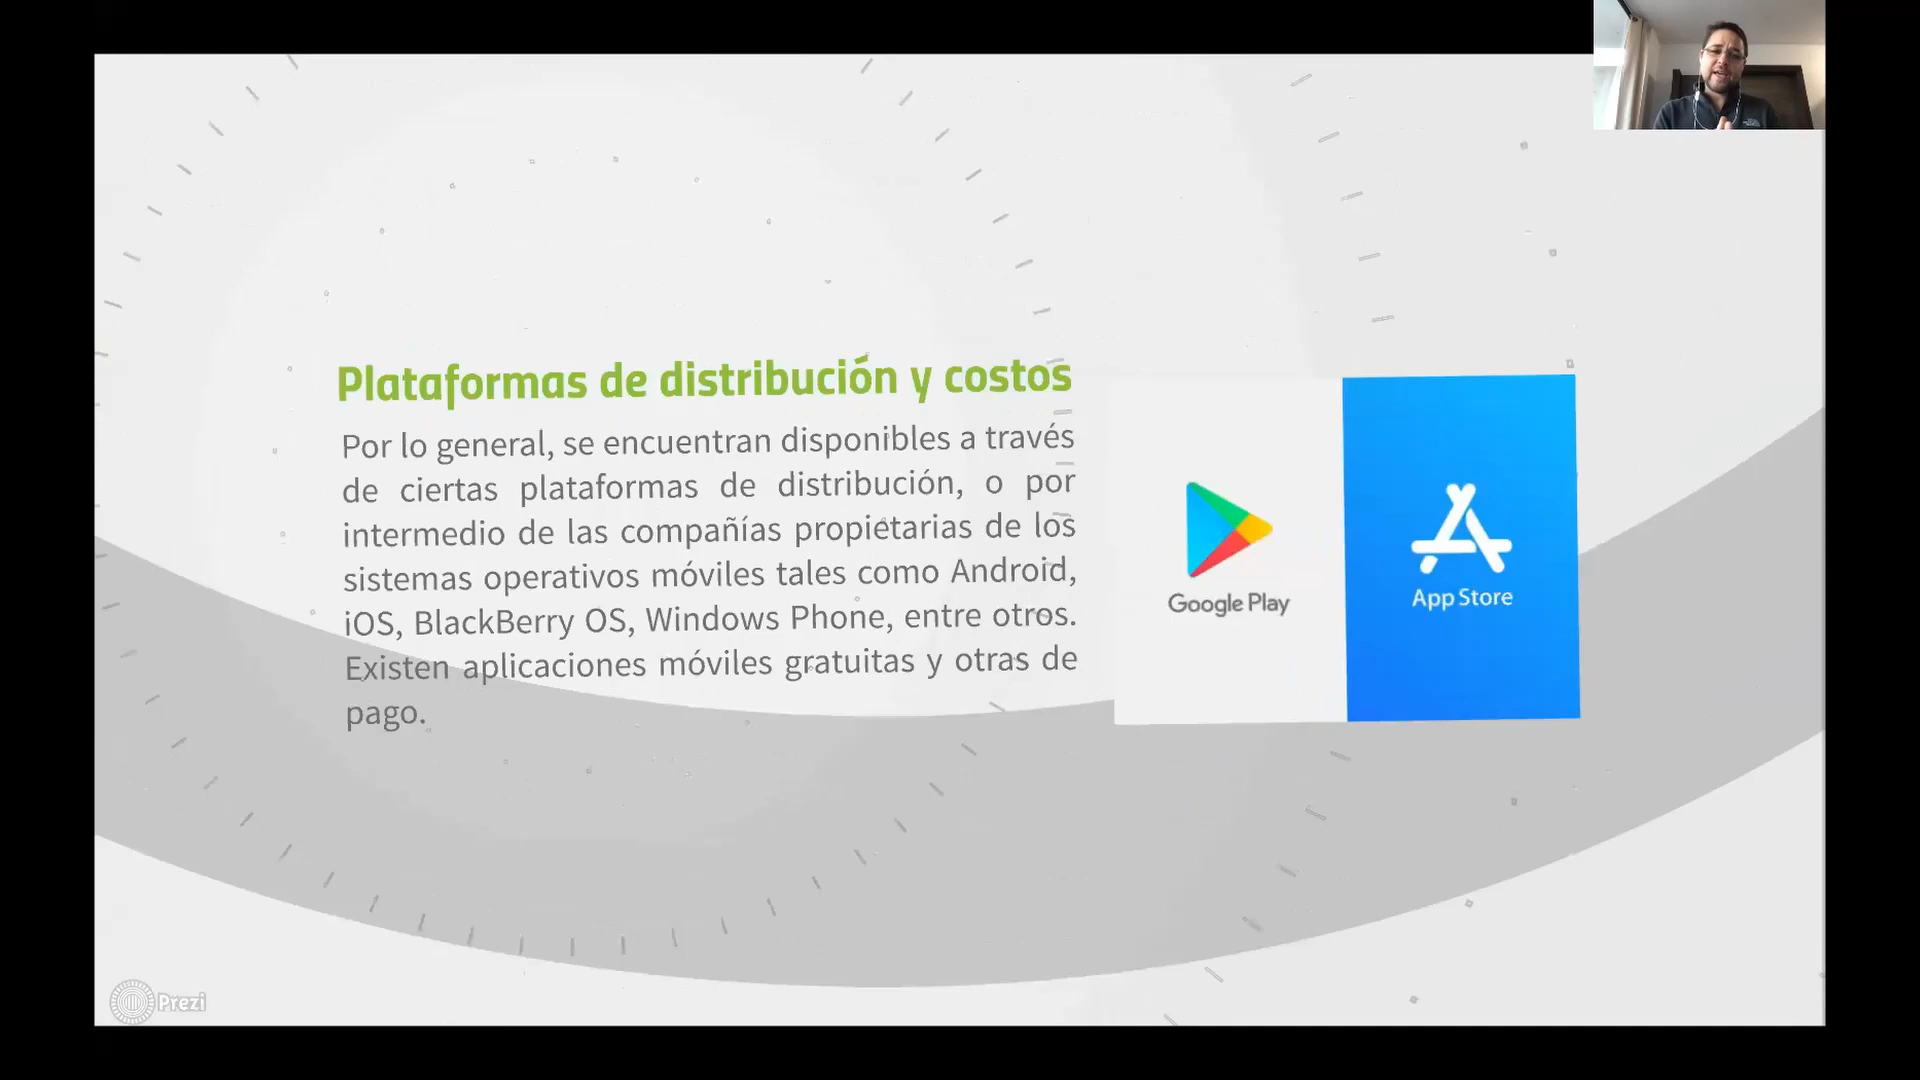 Plataformas de distribución y costos
Por lo general, se encuentran disponibles a través
de ciertas plataformas de distribución, o por
intermedio de las compañías propietarias de los
sistemas operativos móviles tales como Android,
iOS, BlackBerry OS, Windows Phone, entre otros.
Existen aplicaciones móviles gratuitas y otras de
pago.
Google Play
App Store
Prezi